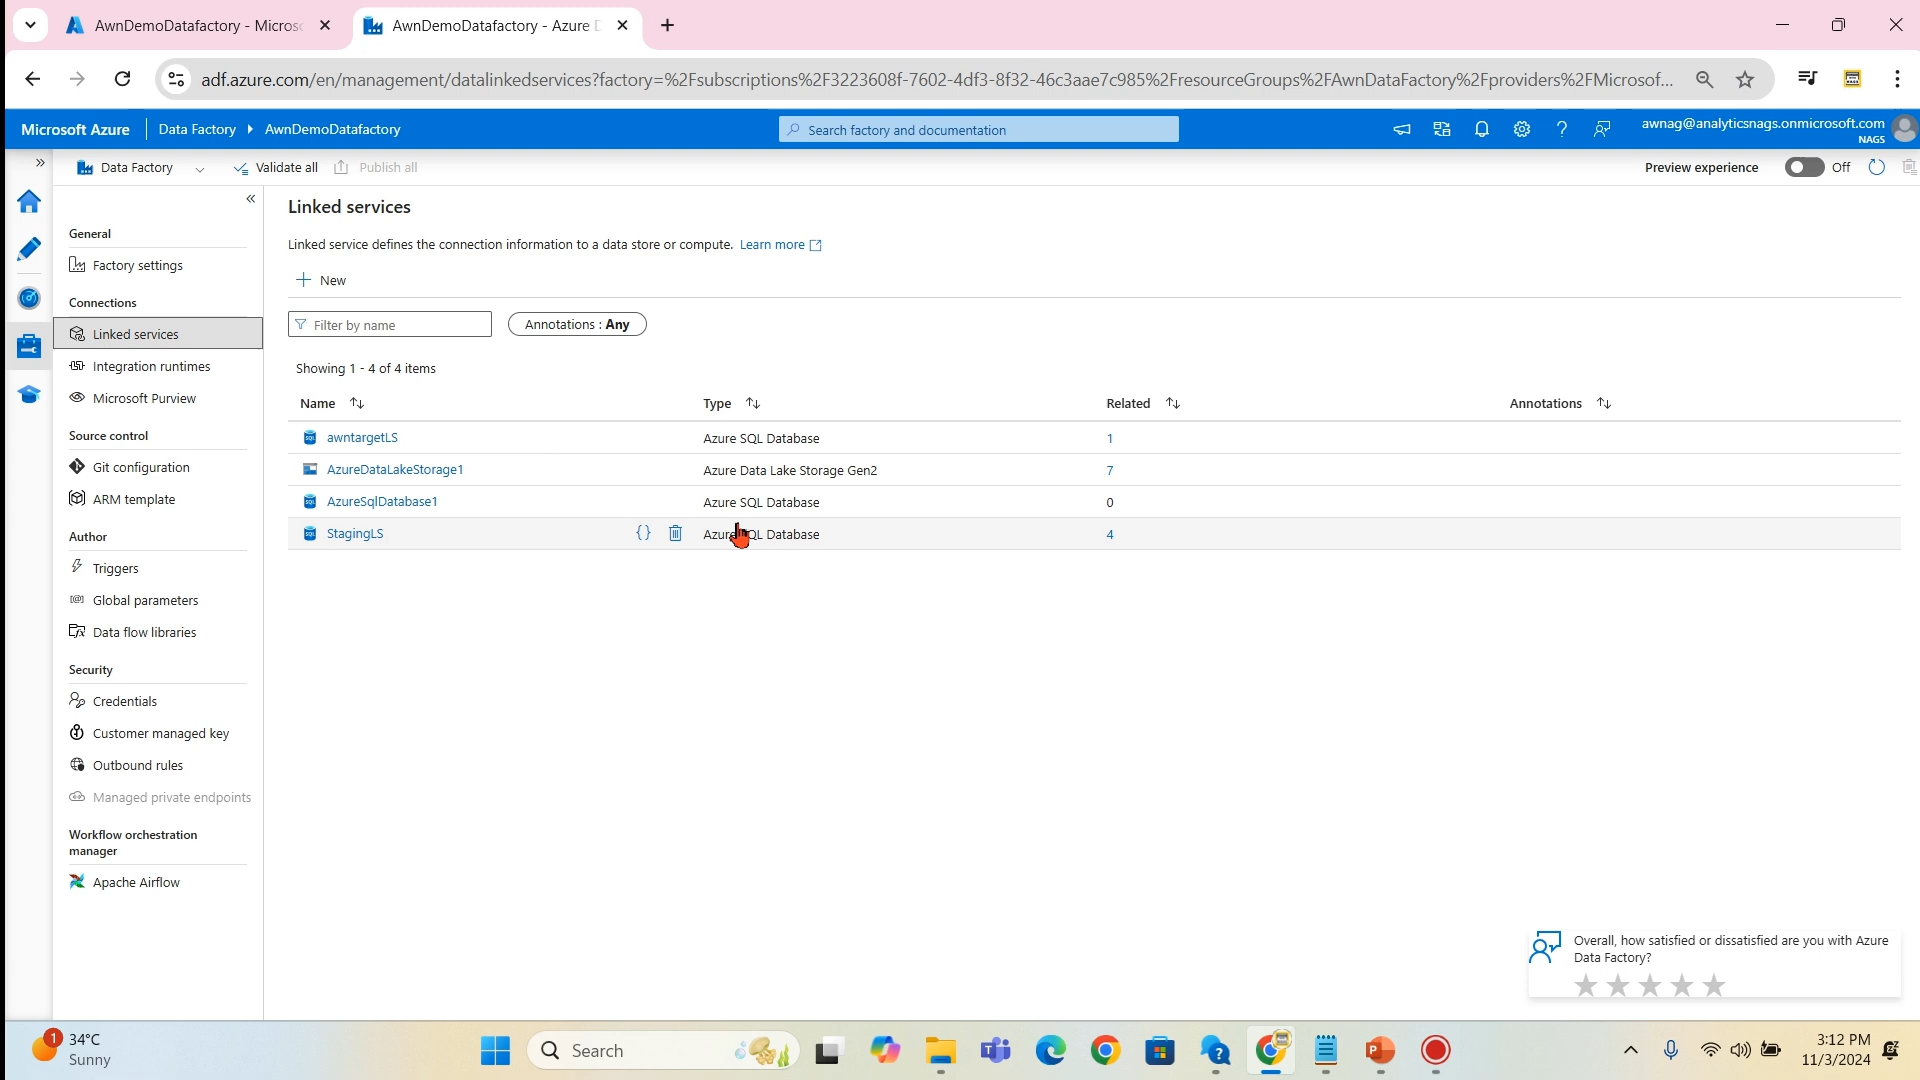 AwnDemoDatafactory - Micros
AwnDemoDatafactory - Azure D
adf.azure.com/en/management/datalinkedservices?factory=%2Fsubscriptions%2F3223608f-7602-4df3-8f32-46c3aae7c985%2FresourceGroups%2FAwnDataFactory%2Fproviders%2FMicrosof...
Microsoft Azure
Data Factory
AwnDemoDatafactory
Search factory and documentation
awnag@analyticsnags.onmicrosoft.com
NAGS
Data Factory
Validate all
Publish all
Preview experience
Off
General
Factory settings
Connections
Linked services
Integration runtimes
Microsoft Purview
Source control
Git configuration
ARM template
Author
Triggers
Global parameters
Data flow libraries
Security
Credentials
Customer managed key
Outbound rules
Managed private endpoints
Workflow orchestration
manager
Apache Airflow
Linked services
Linked service defines the connection information to a data store or compute. Learn more
New
Filter by name
Annotations : Any
Showing 1 - 4 of 4 items
Name Type Related Annotations
awntargetLS Azure SQL Database 1
AzureDataLakeStorage1 Azure Data Lake Storage Gen2 7
AzureSqlDatabase1 Azure SQL Database 0
StagingLS {} Azure SQL Database 4
Overall, how satisfied or dissatisfied are you with Azure
Data Factory?
1
34°C
Sunny
Search
3:12 PM
11/3/2024